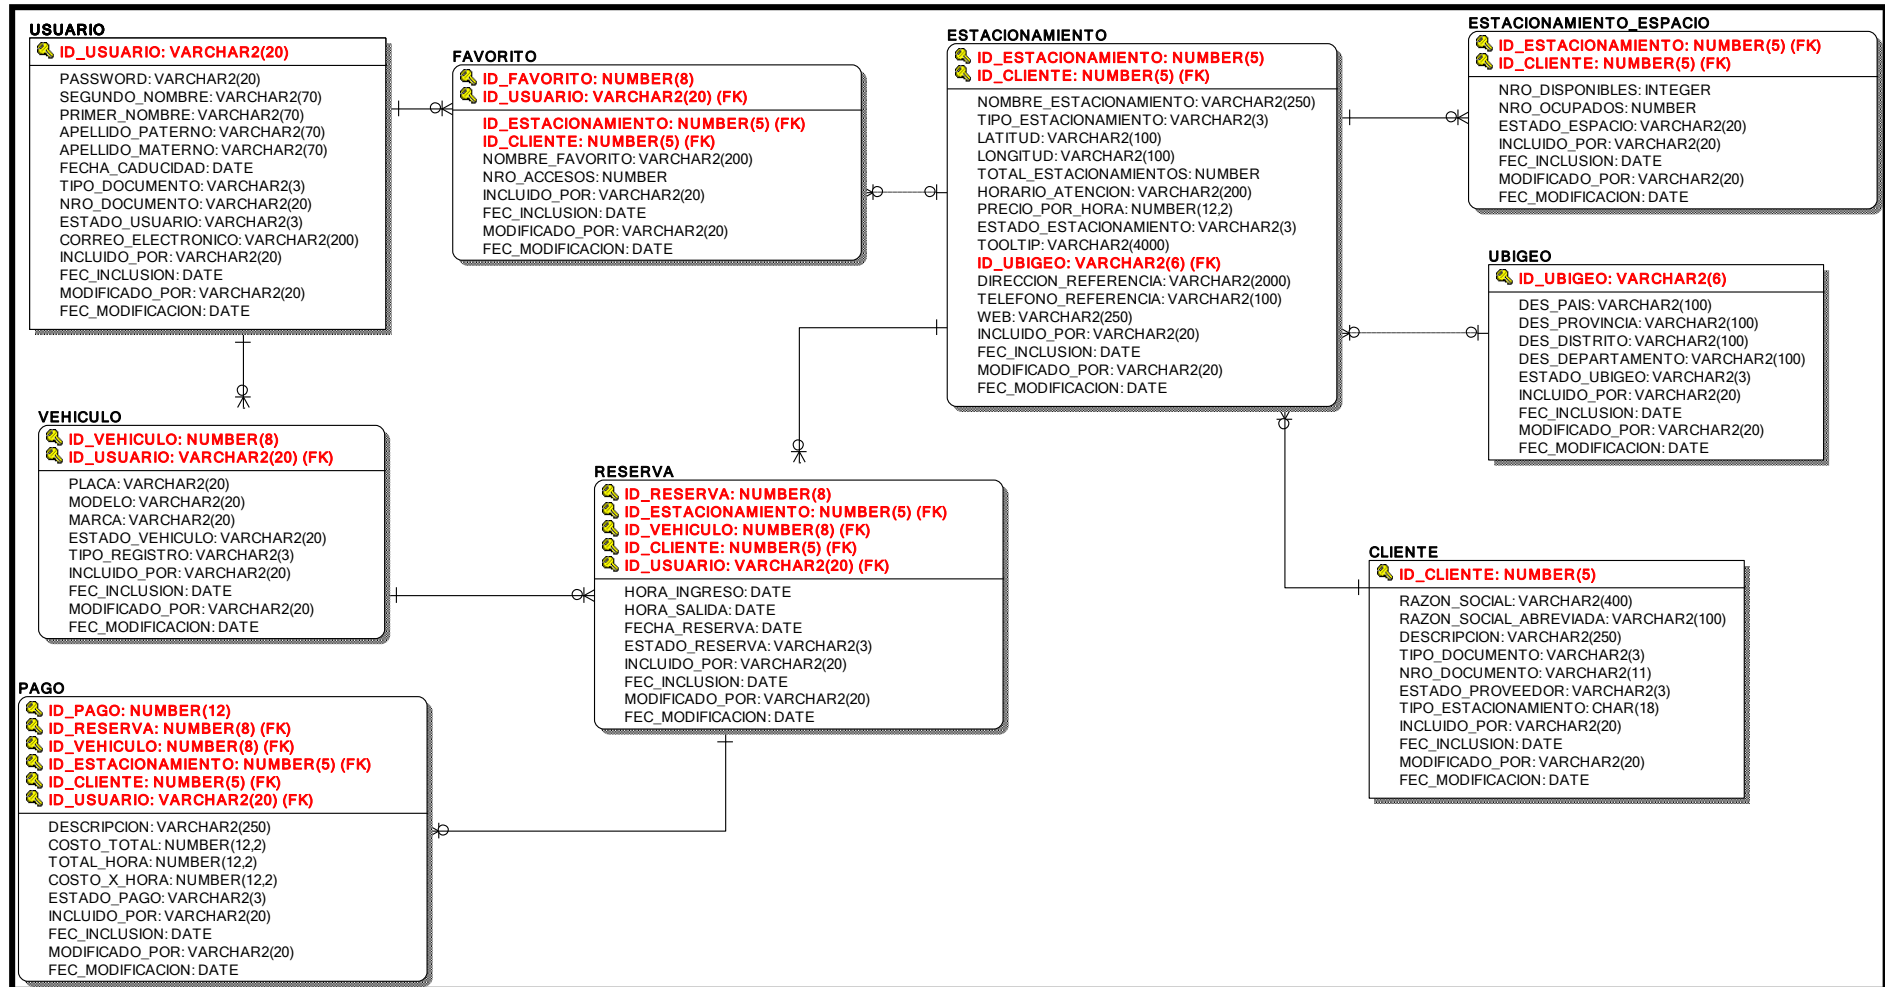 USUARIO
ID_USUARIO: VARCHAR2(20)
PASSWORD: VARCHAR2(20)
SEGUNDO_NOMBRE: VARCHAR2(70)
PRIMER_NOMBRE: VARCHAR2(70)
APELLIDO_PATERNO: VARCHAR2(70)
APELLIDO_MATERNO: VARCHAR2(70)
FECHA_CADUCIDAD: DATE
TIPO_DOCUMENTO: VARCHAR2(3)
NRO_DOCUMENTO: VARCHAR2(20)
ESTADO_USUARIO: VARCHAR2(3)
CORREO_ELECTRONICO: VARCHAR2(200)
INCLUIDO_POR: VARCHAR2(20)
FEC_INCLUSION: DATE
MODIFICADO_POR: VARCHAR2(20)
FEC_MODIFICACION: DATE
FAVORITO
ID_FAVORITO: NUMBER(8)
ID_USUARIO: VARCHAR2(20) (FK)
ID_ESTACIONAMIENTO: NUMBER(5) (FK)
ID_CLIENTE: NUMBER(5) (FK)
NOMBRE_FAVORITO: VARCHAR2(200)
NRO_ACCESOS: NUMBER
INCLUIDO_POR: VARCHAR2(20)
FEC_INCLUSION: DATE
MODIFICADO_POR: VARCHAR2(20)
FEC_MODIFICACION: DATE
ESTACIONAMIENTO
ID_ESTACIONAMIENTO: NUMBER(5)
ID_CLIENTE: NUMBER(5) (FK)
NOMBRE_ESTACIONAMIENTO: VARCHAR2(250)
TIPO_ESTACIONAMIENTO: VARCHAR2(3)
LATITUD: VARCHAR2(100)
LONGITUD: VARCHAR2(100)
TOTAL_ESTACIONAMIENTOS: NUMBER
HORARIO_ATENCION: VARCHAR2(200)
PRECIO_POR_HORA: NUMBER(12,2)
ESTADO_ESTACIONAMIENTO: VARCHAR2(3)
TOOLTIP: VARCHAR2(4000)
ID_UBIGEO: VARCHAR2(6) (FK)
DIRECCION_REFERENCIA: VARCHAR2(2000)
TELEFONO_REFERENCIA: VARCHAR2(100)
WEB: VARCHAR2(250)
INCLUIDO_POR: VARCHAR2(20)
FEC_INCLUSION: DATE
MODIFICADO_POR: VARCHAR2(20)
FEC_MODIFICACION: DATE
ESTACIONAMIENTO_ESPACIO
ID_ESTACIONAMIENTO: NUMBER(5) (FK)
ID_CLIENTE: NUMBER(5) (FK)
NRO_DISPONIBLES: INTEGER
NRO_OCUPADOS: NUMBER
ESTADO_ESPACIO: VARCHAR2(20)
INCLUIDO_POR: VARCHAR2(20)
FEC_INCLUSION: DATE
MODIFICADO_POR: VARCHAR2(20)
FEC_MODIFICACION: DATE
UBIGEO
ID_UBIGEO: VARCHAR2(6)
DES_PAIS: VARCHAR2(100)
DES_PROVINCIA: VARCHAR2(100)
DES_DISTRITO: VARCHAR2(100)
DES_DEPARTAMENTO: VARCHAR2(100)
ESTADO_UBIGEO: VARCHAR2(3)
INCLUIDO_POR: VARCHAR2(20)
FEC_INCLUSION: DATE
MODIFICADO_POR: VARCHAR2(20)
FEC_MODIFICACION: DATE
VEHICULO
ID_VEHICULO: NUMBER(8)
ID_USUARIO: VARCHAR2(20) (FK)
PLACA: VARCHAR2(20)
MODELO: VARCHAR2(20)
MARCA: VARCHAR2(20)
ESTADO_VEHICULO: VARCHAR2(20)
TIPO_REGISTRO: VARCHAR2(3)
INCLUIDO_POR: VARCHAR2(20)
FEC_INCLUSION: DATE
MODIFICADO_POR: VARCHAR2(20)
FEC_MODIFICACION: DATE
RESERVA
ID_RESERVA: NUMBER(8)
ID_ESTACIONAMIENTO: NUMBER(5) (FK)
ID_VEHICULO: NUMBER(8) (FK)
ID_CLIENTE: NUMBER(5) (FK)
ID_USUARIO: VARCHAR2(20) (FK)
HORA_INGRESO: DATE
HORA_SALIDA: DATE
FECHA_RESERVA: DATE
ESTADO_RESERVA: VARCHAR2(3)
INCLUIDO_POR: VARCHAR2(20)
FEC_INCLUSION: DATE
MODIFICADO_POR: VARCHAR2(20)
FEC_MODIFICACION: DATE
CLIENTE
ID_CLIENTE: NUMBER(5)
RAZON_SOCIAL: VARCHAR2(400)
RAZON_SOCIAL_ABREVIADA: VARCHAR2(100)
DESCRIPCION: VARCHAR2(250)
TIPO_DOCUMENTO: VARCHAR2(3)
NRO_DOCUMENTO: VARCHAR2(11)
ESTADO_PROVEEDOR: VARCHAR2(3)
TIPO_ESTACIONAMIENTO: CHAR(18)
INCLUIDO_POR: VARCHAR2(20)
FEC_INCLUSION: DATE
MODIFICADO_POR: VARCHAR2(20)
FEC_MODIFICACION: DATE
PAGO
ID_PAGO: NUMBER(12)
ID_RESERVA: NUMBER(8) (FK)
ID_VEHICULO: NUMBER(8) (FK)
ID_ESTACIONAMIENTO: NUMBER(5) (FK)
ID_CLIENTE: NUMBER(5) (FK)
ID_USUARIO: VARCHAR2(20) (FK)
DESCRIPCION: VARCHAR2(250)
COSTO_TOTAL: NUMBER(12,2)
TOTAL_HORA: NUMBER(12,2)
COSTO_X_HORA: NUMBER(12,2)
ESTADO_PAGO: VARCHAR2(3)
INCLUIDO_POR: VARCHAR2(20)
FEC_INCLUSION: DATE
MODIFICADO_POR: VARCHAR2(20)
FEC_MODIFICACION: DATE